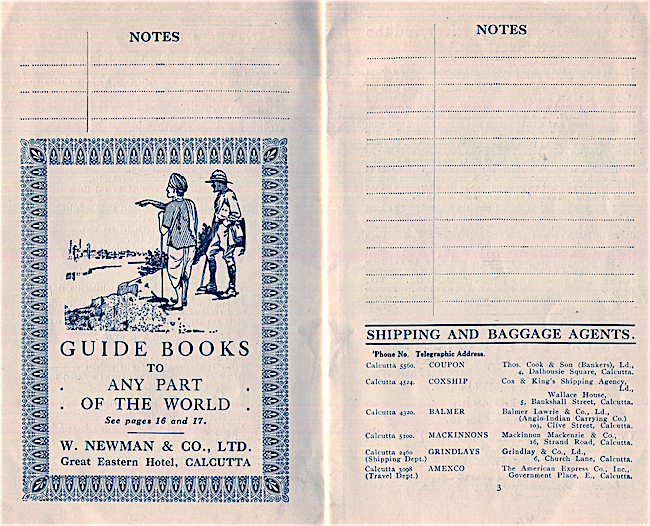 NOTES
GUIDE BOOKS
TO
. ANY PART .
. OF THE WORLD .
See pages 16 and 17.
W. NEWMAN & CO., LTD.
Great Eastern Hotel, CALCUTTA
NOTES
SHIPPING AND BAGGAGE AGENTS.
'Phone No. Telegraphic Address.
Calcutta 5560. COUPON Thos. Cook & Son (Bankers), Ld.,
4, Dalhousie Square, Calcutta.
Calcutta 4524. COXSHIP Cox & King's Shipping Agency,
Ld.,
Wallace House,
5, Bankshall Street, Calcutta.
Calcutta 4320. BALMER Balmer Lawrie & Co., Ld.,
(Anglo-Indian Carrying Co.)
103, Clive Street, Calcutta.
Calcutta 5100. MACKINNONS Mackinnon Mackenzie & Co.,
16, Strand Road, Calcutta.
Calcutta 2460 GRINDLAYS Grindlay & Co., Ld.,
(Shipping Dept.) 6, Church Lane, Calcutta.
Calcutta 3098 AMEXCO The American Express Co., Inc.,
(Travel Dept.) Government Place, E., Calcutta.
3